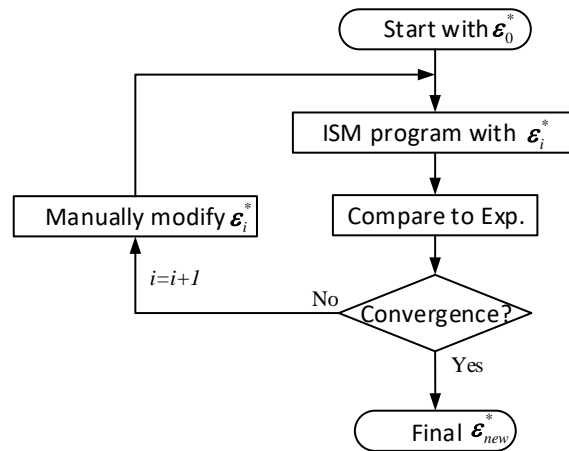 Start with ε₀*
ISM program with εᵢ*
Manually modify εᵢ*
Compare to Exp.
i=i+1
No
Convergence?
Yes
Final ε*ₙₑw